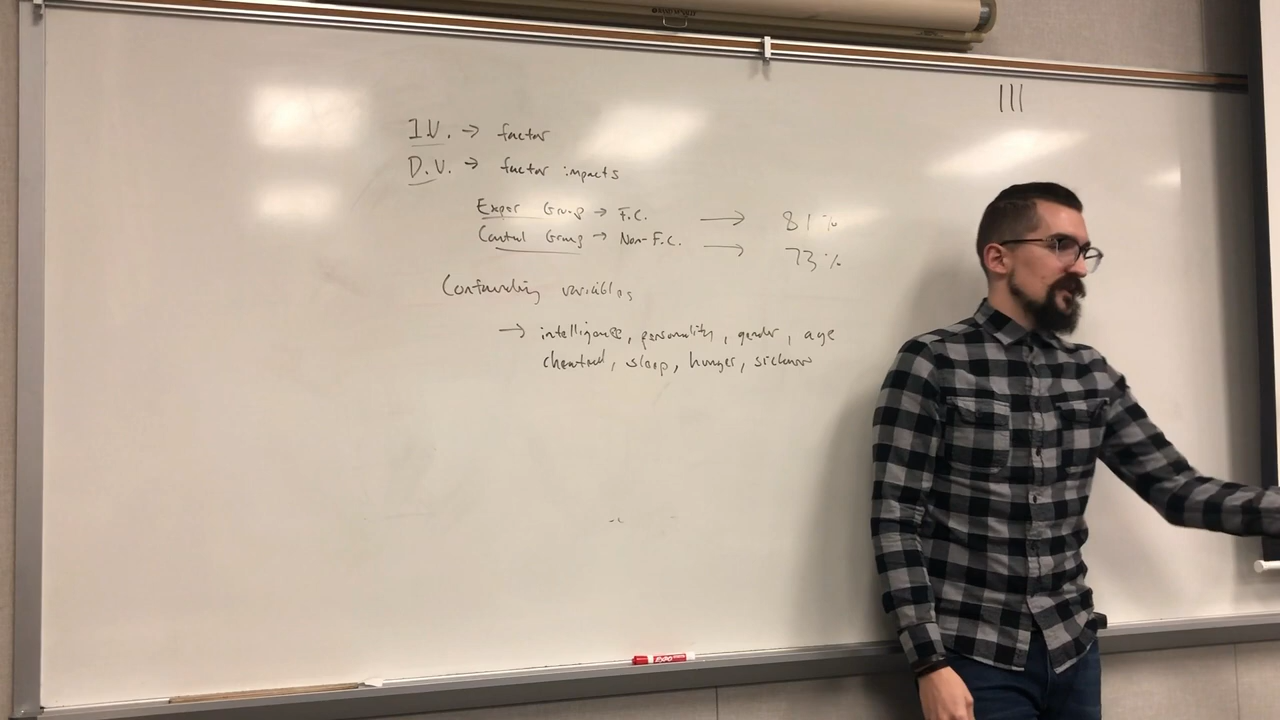 I.V. → factor
D.V. → factor impacts
Exper Group → F.C. → 81%
Control Group → Non-F.C. → 73%
Confounding variables
→ intelligence, personality, gender, age
sleep, hunger, sickness
III
EXPO